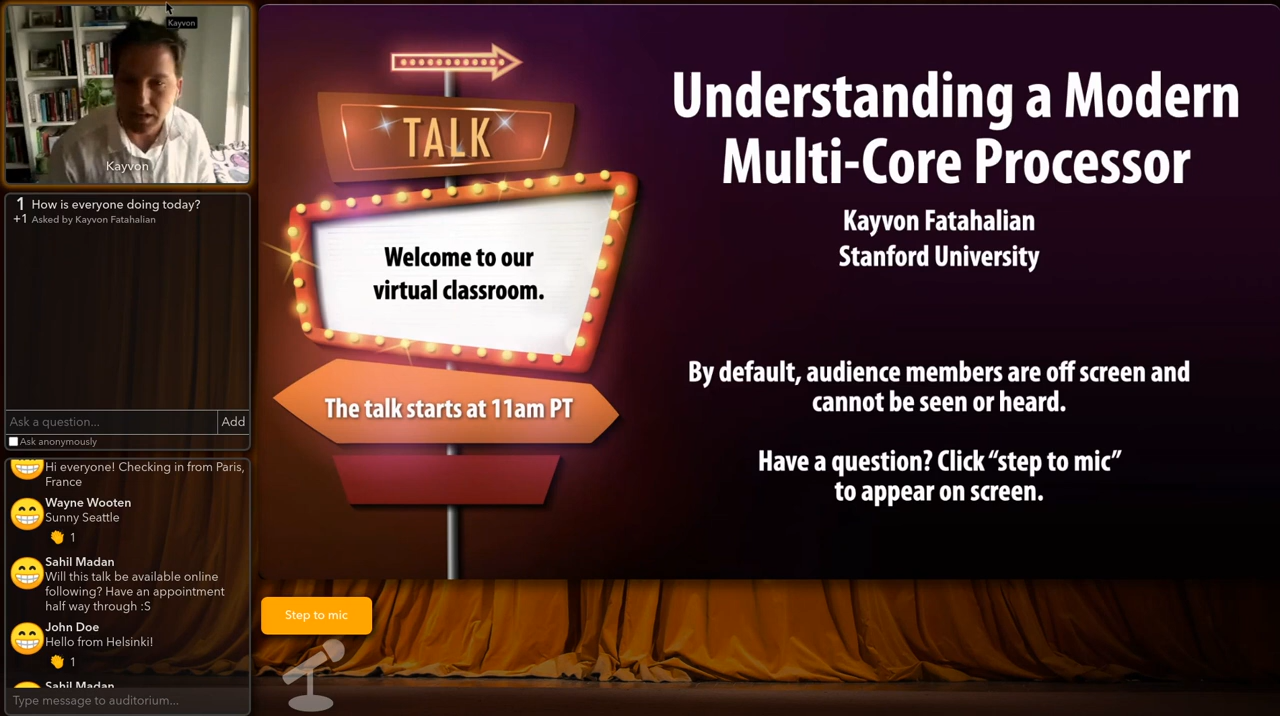 Kayvon
Kayvon
1 How is everyone doing today?
+1 Asked by Kayvon Fatahalian
Ask a question...
Add
Ask anonymously
Hi everyone! Checking in from Paris,
France
Wayne Wooten
Sunny Seattle
1
Sahil Madan
Will this talk be available online
following? Have an appointment
half way through :S
John Doe
Hello from Helsinki!
1
Sahil Madan
Type message to auditorium...
TALK
Welcome to our
virtual classroom.
The talk starts at 11am PT
Understanding a Modern
Multi-Core Processor
Kayvon Fatahalian
Stanford University
By default, audience members are off screen and
cannot be seen or heard.
Have a question? Click “step to mic”
to appear on screen.
Step to mic